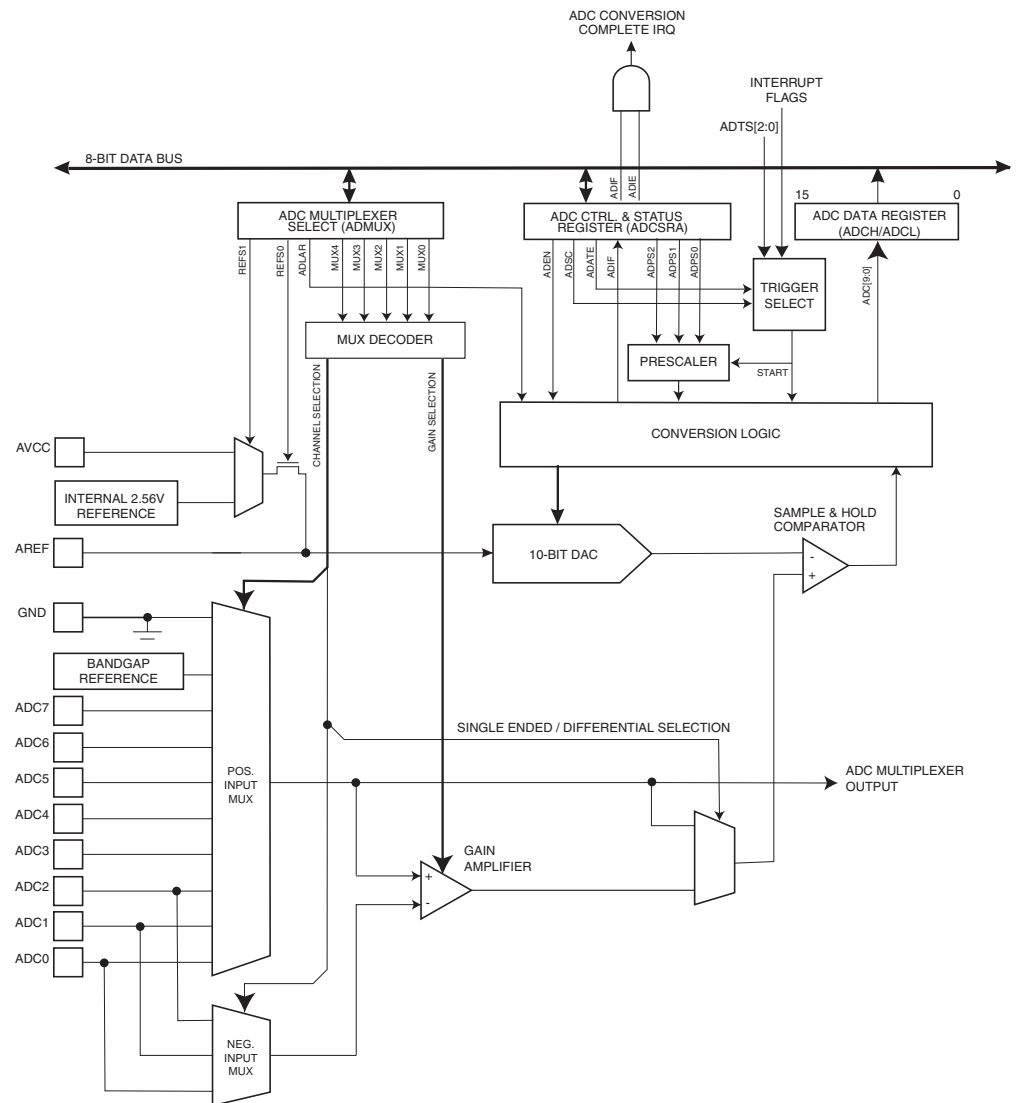 ADC CONVERSION
COMPLETE IRQ
INTERRUPT
FLAGS
ADTS[2:0]
8-BIT DATA BUS
ADIF
ADIE
15
0
ADC MULTIPLEXER
SELECT (ADMUX)
ADC CTRL. & STATUS
REGISTER (ADCSRA)
ADC DATA REGISTER
(ADCH/ADCL)
REFS1
REFS0
ADLAR
MUX4
MUX3
MUX2
MUX1
MUX0
ADEN
ADSC
ADATE
ADIF
ADPS2
ADPS1
ADPS0
ADC[9:0]
TRIGGER
SELECT
MUX DECODER
PRESCALER
START
CHANNEL SELECTION
GAIN SELECTION
CONVERSION LOGIC
AVCC
INTERNAL 2.56V
REFERENCE
SAMPLE & HOLD
COMPARATOR
AREF
10-BIT DAC
-
+
GND
BANDGAP
REFERENCE
ADC7
SINGLE ENDED / DIFFERENTIAL SELECTION
ADC6
ADC5
POS.
INPUT
MUX
ADC MULTIPLEXER
OUTPUT
ADC4
ADC3
GAIN
AMPLIFIER
+
-
ADC2
ADC1
ADC0
NEG.
INPUT
MUX